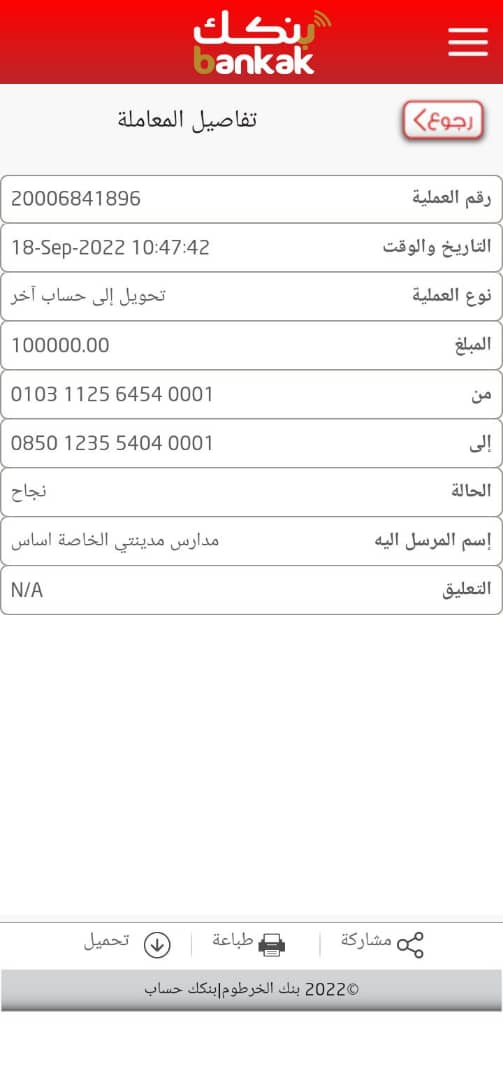 بنكك
bankak
رجوع
تفاصيل المعاملة
رقم العملية 20006841896
التاريخ والوقت 18-Sep-2022 10:47:42
نوع العملية تحويل إلى حساب آخر
المبلغ 100000.00
من 0103 1125 6454 0001
إلى 0850 1235 5404 0001
الحالة نجاح
إسم المرسل اليه مدارس مدينتي الخاصة اساس
التعليق N/A
مشاركة طباعة تحميل
©2022 بنك الخرطوم|بنكك حساب